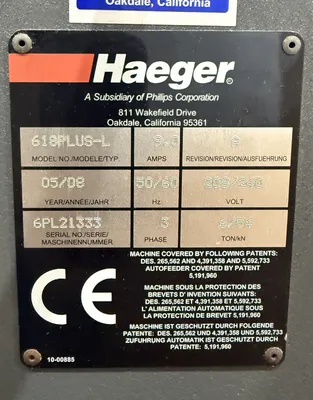 Oakdale, California
Haeger®
A Subsidiary of Phillips Corporation
811 Wakefield Drive
Oakdale, California 95361
618PLUS-L
MODEL NO./MODELE/TYP.
AMPS
REVISION/REVISION/AUSFUEHRUNG
05/08
50/60
YEAR/ANNÉE/JAHR
Hz
VOLT
6PL21333
3
6/54
SERIAL NO./SERIE/
MASCHINENNUMMER
PHASE
TON/kN
MACHINE COVERED BY FOLLOWING PATENTS:
DES. 265,562 AND 4,391,358 AND 5,592,733
AUTOFEEDER COVERED BY PATENT
5,191,960
MACHINE SOUS LA PROTECTION DES
BREVETS D' INVENTION SUIVANTS:
DES. 265,562 ET 4,391,358 ET 5,592,733
L' ALIMENTATION AUTOMATIQUE SOUS
LA PROTECTION DE BREVET 5,191,960
MASCHINE IST GESCHUTZT DURCH FOLGENDE
PATENTE: DES. 265,562 UND 4,391,358 UND 5,592,733
ZUFUHRUNG AUTOMATIK IST GESCHUTZT DURCH
PATENT: 5,191,960
CE
10-00885